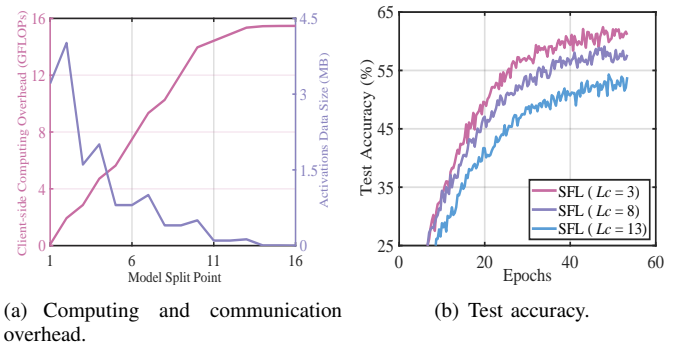 Client-side Computing Overhead (GFLOPs)
16
12
8
4
0
4.5
3
1.5
0
Activations Data Size (MB)
1 6 11 16
Model Split Point
(a) Computing and communication
overhead.
Test Accuracy (%)
65
55
45
35
25
SFL ( Lc = 3)
SFL ( Lc = 8)
SFL ( Lc = 13)
0 20 40 60
Epochs
(b) Test accuracy.